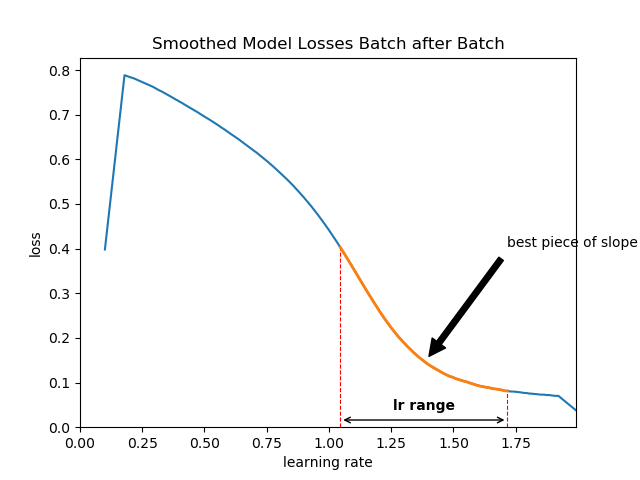 Smoothed Model Losses Batch after Batch
0.8
0.7
0.6
0.5
0.4
0.3
0.2
0.1
0.0
loss
best piece of slope
lr range
0.00 0.25 0.50 0.75 1.00 1.25 1.50 1.75
learning rate